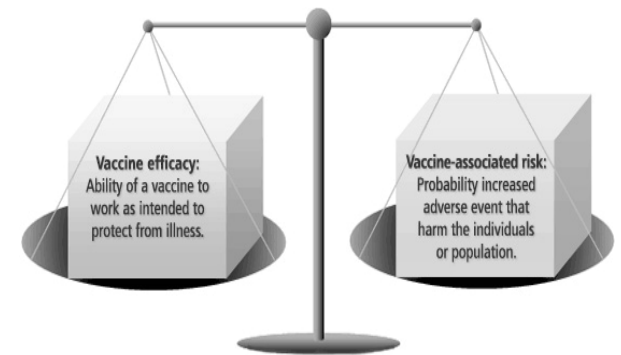 Vaccine efficacy:
Ability of a vaccine to
work as intended to
protect from illness.
Vaccine-associated risk:
Probability increased
adverse event that
harm the individuals
or population.